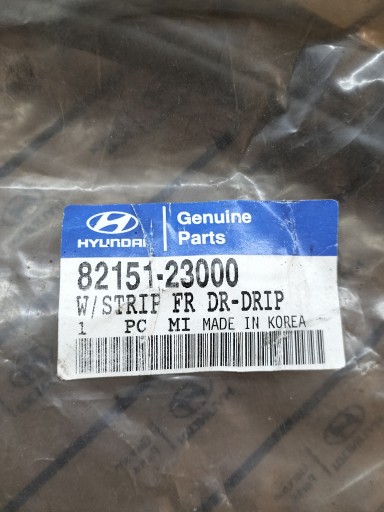 HYUNDAI
Genuine
Parts
82151-23000
W/STRIP FR DR-DRIP
1 PC MI MADE IN KOREA